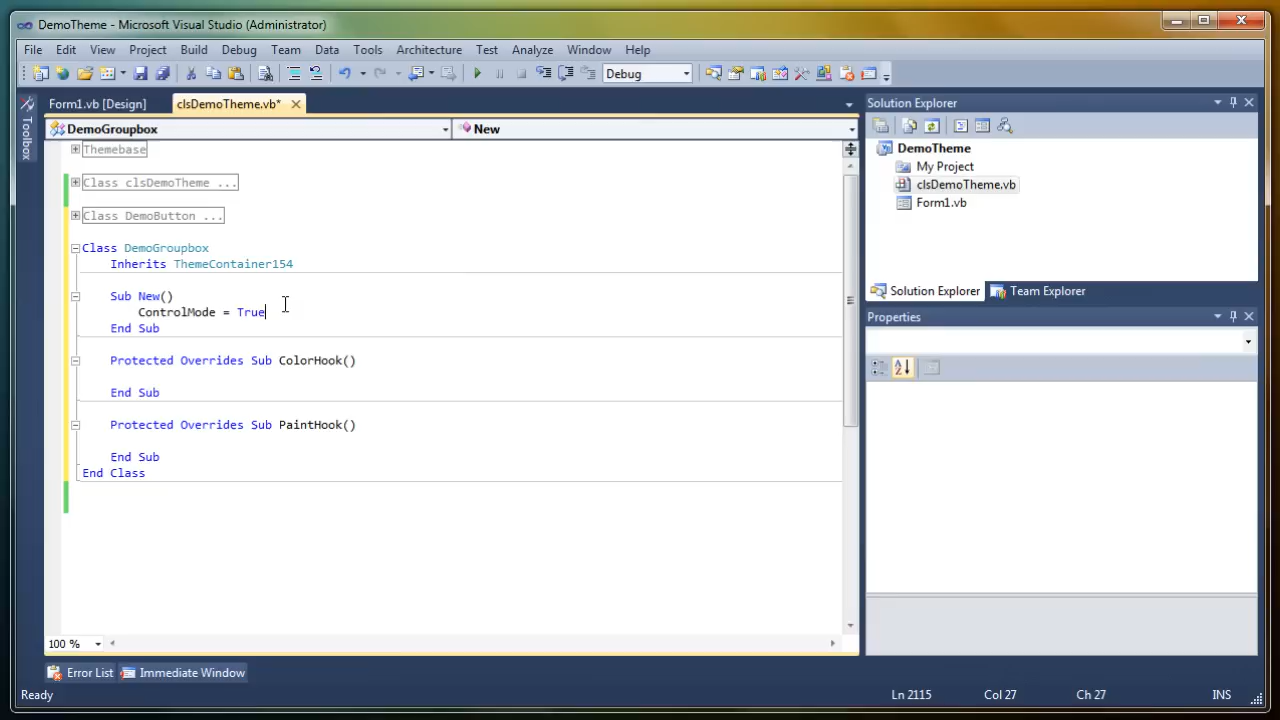 DemoTheme - Microsoft Visual Studio (Administrator)
File Edit View Project Build Debug Team Data Tools Architecture Test Analyze Window Help
Debug
Form1.vb [Design] clsDemoTheme.vb*
Toolbox
DemoGroupbox New
Themebase
Class clsDemoTheme ...
Class DemoButton ...
Class DemoGroupbox
Inherits ThemeContainer154
Sub New()
ControlMode = True
End Sub
Protected Overrides Sub ColorHook()
End Sub
Protected Overrides Sub PaintHook()
End Sub
End Class
100 %
Solution Explorer
DemoTheme
My Project
clsDemoTheme.vb
Form1.vb
Solution Explorer Team Explorer
Properties
Error List Immediate Window
Ready Ln 2115 Col 27 Ch 27 INS